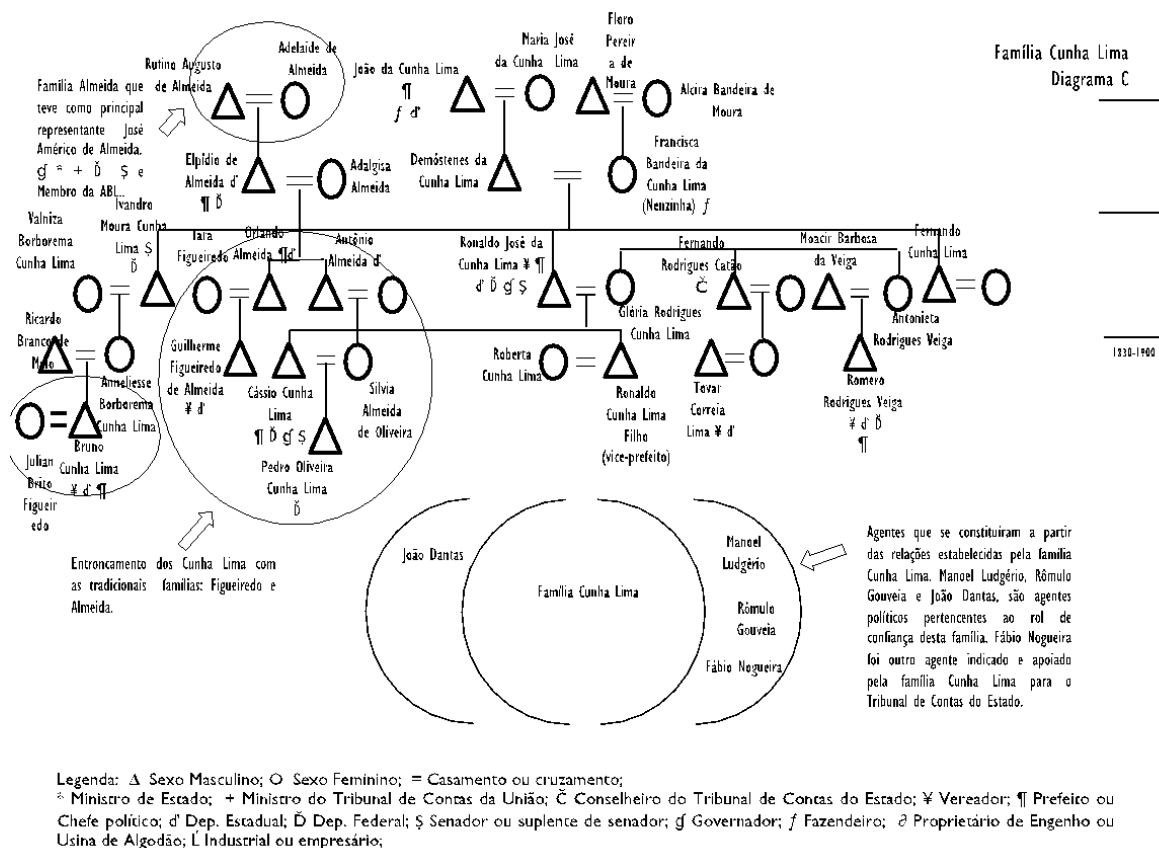 Família Cunha Lima
Diagrama C
1830-1900
Rufino Augusto
de Almeida
Adelaide de
Almeida
João da Cunha Lima
¶
ƒ ď
Maria José
da Cunha Lima
Floro
Pereir
a de
Moura
Alcira Bandeira de
Moura
Família Almeida que
teve como principal
representante José
Américo de Almeida.
ɠ * + Ď Ş e
Membro da ABL..
Elpídio de
Almeida ď
¶ Ď
Adalgisa
Almeida
Demóstenes da
Cunha Lima
Francisca
Bandeira da
Cunha Lima
(Nenzinha) ƒ
Valniza
Borborema
Cunha Lima
Ivandro
Moura Cunha
Lima Ş
Ď
Iara
Figueiredo
Orlando
Almeida ¶ď
Antônio
Almeida ď
Ronaldo José da
Cunha Lima ¥ ¶
ď Ď ɠ Ş
Glória Rodrigues
Cunha Lima
Fernando
Rodrigues Catão
Č
Moacir Barbosa
da Veiga
Antonieta
Rodrigues Veiga
Fernando
Cunha Lima
Ricardo
Branco de
Melo
Anneliesse
Borborema
Cunha Lima
Guilherme
Figueiredo
de Almeida
¥ ď
Cássio Cunha
Lima
¶ Ď ɠ Ş
Silvia
Almeida
de Oliveira
Roberta
Cunha Lima
Ronaldo
Cunha Lima
Filho
(vice-prefeito)
Tovar
Correia
Lima ¥ ď
Romero
Rodrigues Veiga
¥ ď Ď
¶
Julian
Brito
Figueir
edo
Bruno
Cunha Lima
¥ ď ¶
Pedro Oliveira
Cunha Lima
Ď
Entroncamento dos Cunha Lima com
as tradicionais famílias: Figueiredo e
Almeida.
João Dantas
Família Cunha Lima
Manoel
Ludgério
Rômulo
Gouveia
Fábio Nogueira
Agentes que se constituiram a partir
das relações estabelecidas pela família
Cunha Lima. Manoel Ludgério, Rômulo
Gouveia e João Dantas, são agentes
políticos pertencentes ao rol de
confiança desta família. Fábio Nogueira
foi outro agente indicado e apoiado
pela família Cunha Lima para o
Tribunal de Contas do Estado.
Legenda: Δ Sexo Masculino; O Sexo Feminino; = Casamento ou cruzamento;
* Ministro de Estado; + Ministro do Tribunal de Contas da União; Č Conselheiro do Tribunal de Contas do Estado; ¥ Vereador; ¶ Prefeito ou
Chefe político; ď Dep. Estadual; Ď Dep. Federal; Ş Senador ou suplente de senador; ɠ Governador; ƒ Fazendeiro; ∂ Proprietário de Engenho ou
Usina de Algodão; Ĺ Industrial ou empresário;